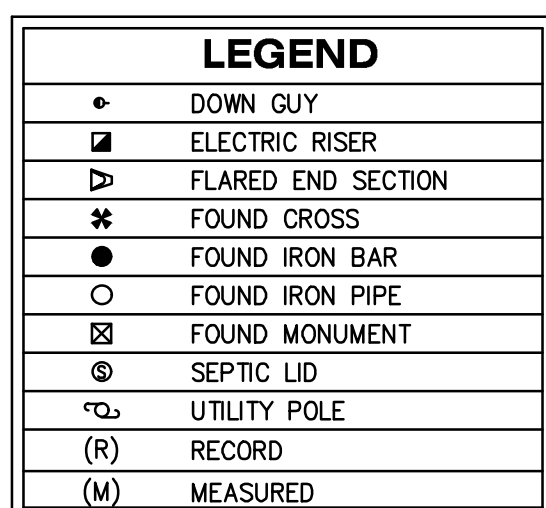 LEGEND
DOWN GUY
ELECTRIC RISER
FLARED END SECTION
FOUND CROSS
FOUND IRON BAR
FOUND IRON PIPE
FOUND MONUMENT
Ⓢ SEPTIC LID
UTILITY POLE
(R) RECORD
(M) MEASURED